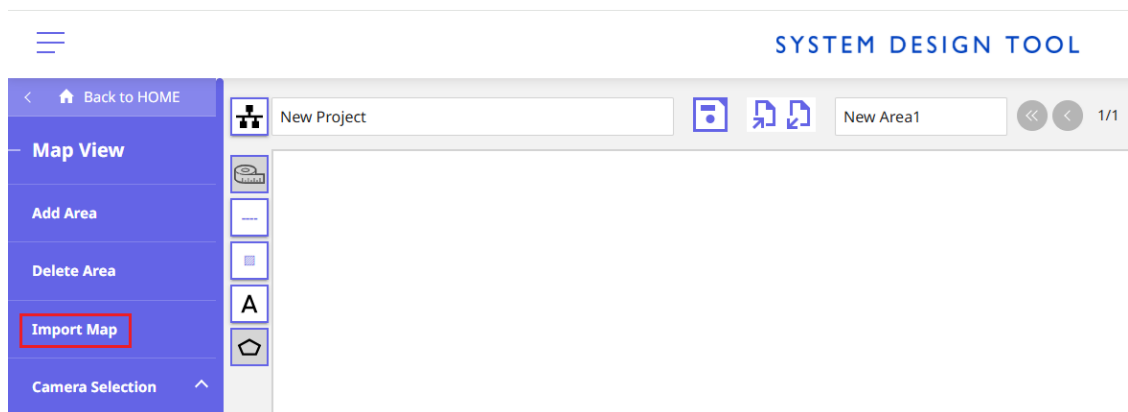 SYSTEM DESIGN TOOL
Back to HOME
New Project
New Area1
1/1
Map View
Add Area
Delete Area
A
Import Map
Camera Selection